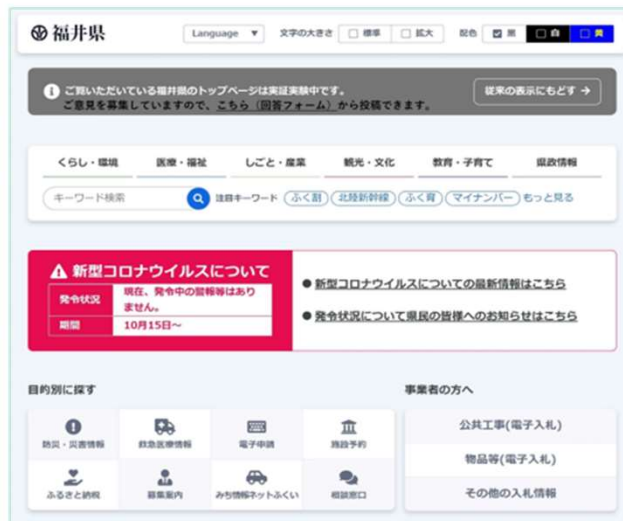 福井県
Language ▼ 文字の大きさ 標準 拡大 配色 黒 白 黄
ご覧いただいている福井県のトップページは実証実験中です。
ご意見を募集していますので、こちら(回答フォーム)から投稿できます。
従来の表示にもどす →
くらし・環境 医療・福祉 しごと・産業 観光・文化 教育・子育て 県政情報
キーワード検索 注目キーワード ふく割 北陸新幹線 ふく育 マイナンバー もっと見る
新型コロナウイルスについて
発令状況 現在、発令中の警報等はあり
ません。
期間 10月15日～
● 新型コロナウイルスについての最新情報はこちら
● 発令状況について県民の皆様へのお知らせはこちら
目的別に探す
防災・災害情報 救急医療情報 電子申請 施設予約
ふるさと納税 募集案内 みち情報ネットふくい 相談窓口
事業者の方へ
公共工事(電子入札)
物品等(電子入札)
その他の入札情報